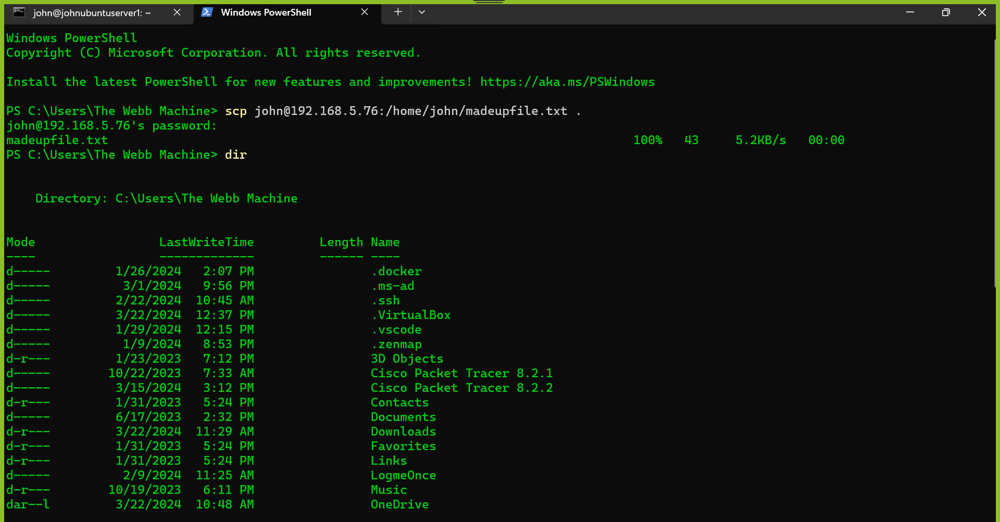 john@johnubuntuserver1: ~
Windows PowerShell
Windows PowerShell
Copyright (C) Microsoft Corporation. All rights reserved.
Install the latest PowerShell for new features and improvements! https://aka.ms/PSWindows
PS C:\Users\The Webb Machine> scp john@192.168.5.76:/home/john/madeupfile.txt .
john@192.168.5.76's password:
madeupfile.txt 100% 43 5.2KB/s 00:00
PS C:\Users\The Webb Machine> dir
Directory: C:\Users\The Webb Machine
Mode LastWriteTime Length Name
---- ------------- ------ ----
d----- 1/26/2024 2:07 PM .docker
d----- 3/1/2024 9:56 PM .ms-ad
d----- 2/22/2024 10:45 AM .ssh
d----- 3/22/2024 12:37 PM .VirtualBox
d----- 1/29/2024 12:15 PM .vscode
d----- 1/9/2024 8:53 PM .zenmap
d-r--- 1/23/2023 7:12 PM 3D Objects
d----- 10/22/2023 7:33 AM Cisco Packet Tracer 8.2.1
d----- 3/15/2024 3:12 PM Cisco Packet Tracer 8.2.2
d-r--- 1/31/2023 5:24 PM Contacts
d----- 6/17/2023 2:32 PM Documents
d-r--- 3/22/2024 11:29 AM Downloads
d-r--- 1/31/2023 5:24 PM Favorites
d-r--- 1/31/2023 5:24 PM Links
d----- 2/9/2024 11:25 AM LogmeOnce
d-r--- 10/19/2023 6:11 PM Music
dar--l 3/22/2024 10:48 AM OneDrive